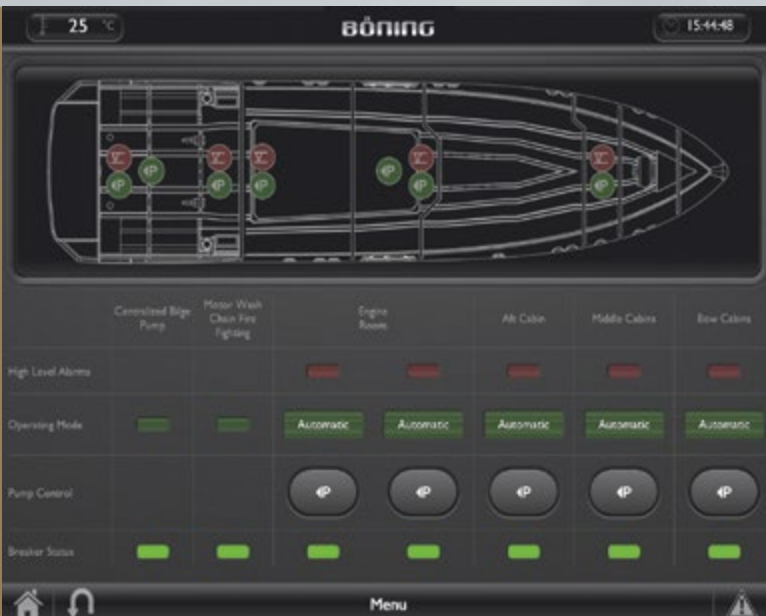 25 °C
BÖNING
15:44:48
Centralized Bilge
Pump
Motor Wash
Chain Fire
Fighting
Engine
Room
Aft Cabin
Middle Cabins
Bow Cabins
High Level Alarms
Operating Mode
Automatic
Automatic
Automatic
Automatic
Automatic
Pump Control
P
P
P
P
P
Breaker Status
Menu